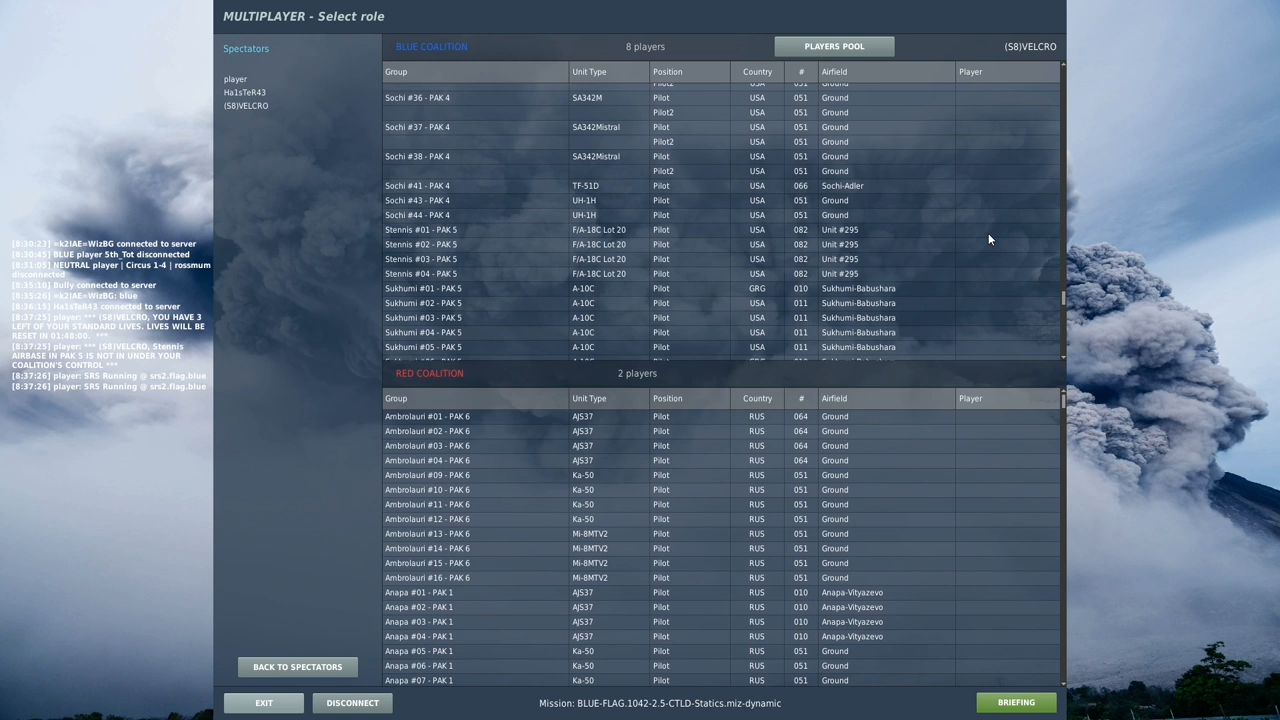 MULTIPLAYER - Select role
Spectators
player
Ha1sTeR43
(S8)VELCRO
BLUE COALITION 8 players PLAYERS POOL (S8)VELCRO
Group Unit Type Position Country # Airfield Player
Pilot2 USA 051 Ground
Sochi #36 - PAK 4 SA342M Pilot USA 051 Ground
Pilot2 USA 051 Ground
Sochi #37 - PAK 4 SA342Mistral Pilot USA 051 Ground
Pilot2 USA 051 Ground
Sochi #38 - PAK 4 SA342Mistral Pilot USA 051 Ground
Pilot2 USA 051 Ground
Sochi #41 - PAK 4 TF-51D Pilot USA 066 Sochi-Adler
Sochi #43 - PAK 4 UH-1H Pilot USA 051 Ground
Sochi #44 - PAK 4 UH-1H Pilot USA 051 Ground
Stennis #01 - PAK 5 F/A-18C Lot 20 Pilot USA 082 Unit #295
Stennis #02 - PAK 5 F/A-18C Lot 20 Pilot USA 082 Unit #295
Stennis #03 - PAK 5 F/A-18C Lot 20 Pilot USA 082 Unit #295
Stennis #04 - PAK 5 F/A-18C Lot 20 Pilot USA 082 Unit #295
Sukhumi #01 - PAK 5 A-10C Pilot GRG 010 Sukhumi-Babushara
Sukhumi #02 - PAK 5 A-10C Pilot USA 011 Sukhumi-Babushara
Sukhumi #03 - PAK 5 A-10C Pilot USA 011 Sukhumi-Babushara
Sukhumi #04 - PAK 5 A-10C Pilot USA 011 Sukhumi-Babushara
Sukhumi #05 - PAK 5 A-10C Pilot USA 011 Sukhumi-Babushara
RED COALITION 2 players
Group Unit Type Position Country # Airfield Player
Ambrolauri #01 - PAK 6 AJS37 Pilot RUS 064 Ground
Ambrolauri #02 - PAK 6 AJS37 Pilot RUS 064 Ground
Ambrolauri #03 - PAK 6 AJS37 Pilot RUS 064 Ground
Ambrolauri #04 - PAK 6 AJS37 Pilot RUS 064 Ground
Ambrolauri #09 - PAK 6 Ka-50 Pilot RUS 051 Ground
Ambrolauri #10 - PAK 6 Ka-50 Pilot RUS 051 Ground
Ambrolauri #11 - PAK 6 Ka-50 Pilot RUS 051 Ground
Ambrolauri #12 - PAK 6 Ka-50 Pilot RUS 051 Ground
Ambrolauri #13 - PAK 6 Mi-8MTV2 Pilot RUS 051 Ground
Ambrolauri #14 - PAK 6 Mi-8MTV2 Pilot RUS 051 Ground
Ambrolauri #15 - PAK 6 Mi-8MTV2 Pilot RUS 051 Ground
Ambrolauri #16 - PAK 6 Mi-8MTV2 Pilot RUS 051 Ground
Anapa #01 - PAK 1 AJS37 Pilot RUS 010 Anapa-Vityazevo
Anapa #02 - PAK 1 AJS37 Pilot RUS 010 Anapa-Vityazevo
Anapa #03 - PAK 1 AJS37 Pilot RUS 010 Anapa-Vityazevo
Anapa #04 - PAK 1 AJS37 Pilot RUS 010 Anapa-Vityazevo
Anapa #05 - PAK 1 Ka-50 Pilot RUS 051 Ground
Anapa #06 - PAK 1 Ka-50 Pilot RUS 051 Ground
Anapa #07 - PAK 1 Ka-50 Pilot RUS 051 Ground
[8:30:23] =k2IAE=WizBG connected to server
[8:30:45] BLUE player 5th_Tot disconnected
[8:31:05] NEUTRAL player | Circus 1-4 | rossmum
disconnected
[8:35:10] Bully connected to server
[8:35:26] =k2IAE=WizBG: blue
[8:36:15] Ha1sTeR43 connected to server
[8:37:25] player: *** (S8)VELCRO, YOU HAVE 3
LEFT OF YOUR STANDARD LIVES. LIVES WILL BE
RESET IN 01:48:00. ***
[8:37:25] player: *** (S8)VELCRO, Stennis
AIRBASE IN PAK 5 IS NOT IN UNDER YOUR
COALITION'S CONTROL ***
[8:37:26] player: SRS Running @ srs2.flag.blue
[8:37:26] player: SRS Running @ srs2.flag.blue
BACK TO SPECTATORS
EXIT DISCONNECT Mission: BLUE-FLAG.1042-2.5-CTLD-Statics.miz-dynamic BRIEFING